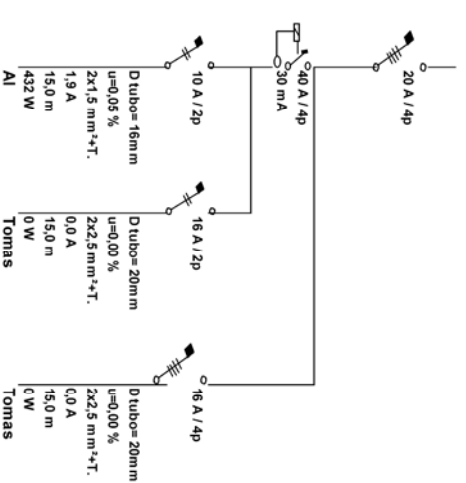 20 A / 4p
40 A / 4p
30 mA
10 A / 2p
16 A / 2p
16 A / 4p
D tubo= 16mm
u=0,05 %
2x1,5 mm²+T.
1,9 A
15,0 m
432 W
Al
D tubo= 20mm
u=0,00 %
2x2,5 mm²+T.
0,0 A
15,0 m
0 W
Tomas
D tubo= 20mm
u=0,00 %
2x2,5 mm²+T.
0,0 A
15,0 m
0 W
Tomas